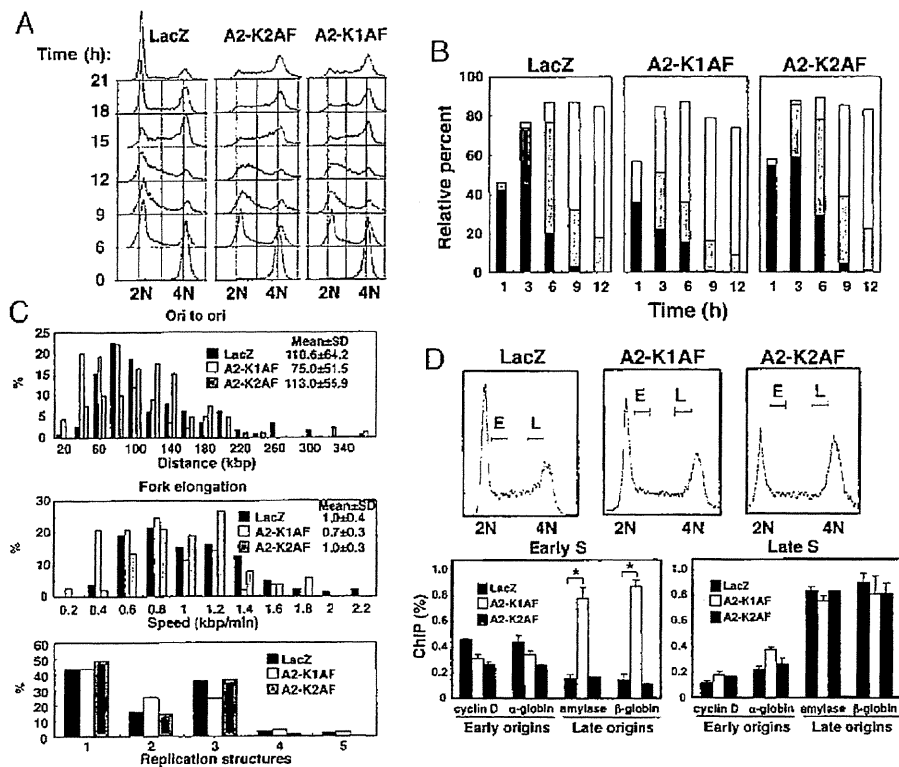 A
LacZ A2-K2AF A2-K1AF
Time (h):
21
18
15
12
9
6
0
2N 4N 2N 4N 2N 4N
B
LacZ A2-K1AF A2-K2AF
Relative percent
100
80
60
40
20
0
1 3 6 9 12 1 3 6 9 12 1 3 6 9 12
Time (h)
C
Ori to ori
%
25
20
15
10
5
0
Mean±SD
LacZ 110.6±64.2
A2-K1AF 75.0±51.5
A2-K2AF 113.0±55.9
20 60 100 140 180 220 260 300 340
Distance (kbp)
Fork elongation
%
30
20
10
0
Mean±SD
LacZ 1.0±0.4
A2-K1AF 0.7±0.3
A2-K2AF 1.0±0.3
0.2 0.4 0.6 0.8 1 1.2 1.4 1.6 1.8 2 2.2
Speed (kbp/min)
%
50
40
30
20
10
0
LacZ
A2-K1AF
A2-K2AF
1 2 3 4 5
Replication structures
D
LacZ A2-K1AF A2-K2AF
E L E L E L
2N 4N 2N 4N 2N 4N
Early S
ChIP (%)
1.0
0.8
0.6
0.4
0.2
0
LacZ
A2-K1AF
A2-K2AF
* *
cyclin D α-globin amylase β-globin
Early origins Late origins
Late S
1.0
0.8
0.6
0.4
0.2
0
LacZ
A2-K1AF
A2-K2AF
cyclin D α-globin amylase β-globin
Early origins Late origins